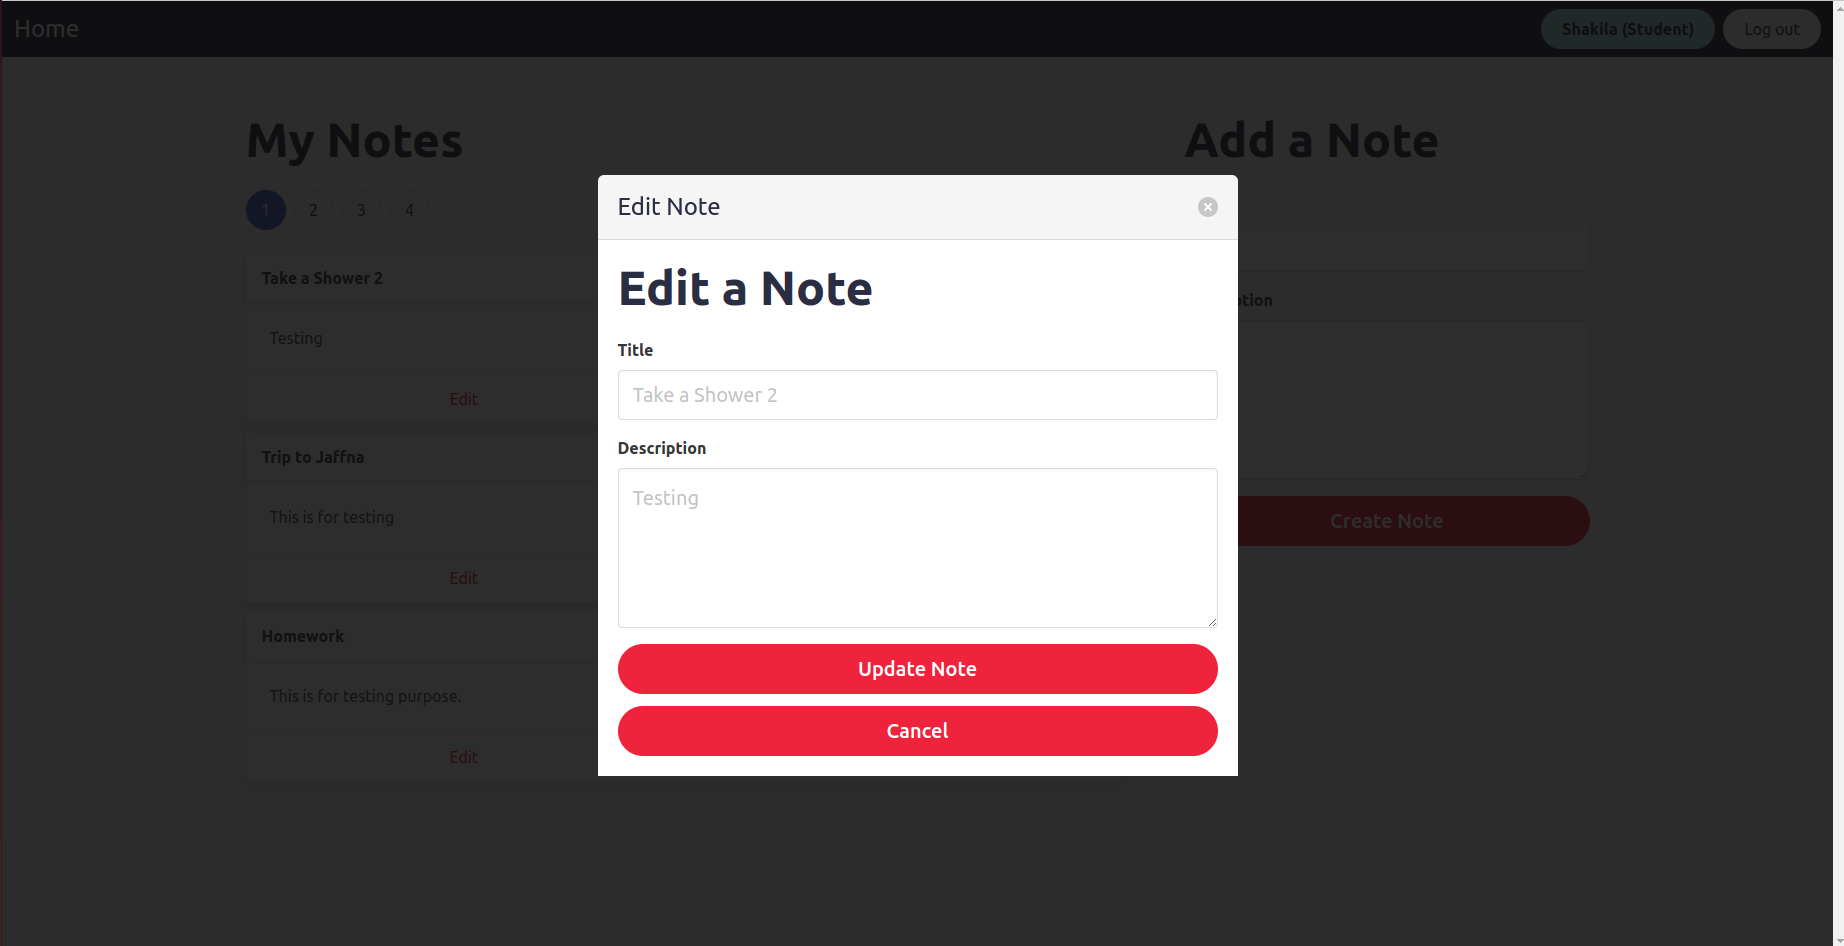 Home
Shakila (Student)
Log out
My Notes
1 2 3 4
Take a Shower 2
Testing
Edit
Trip to Jaffna
This is for testing
Edit
Homework
This is for testing purpose.
Edit
Add a Note
ption
Create Note
Edit Note
Edit a Note
Title
Take a Shower 2
Description
Testing
Update Note
Cancel